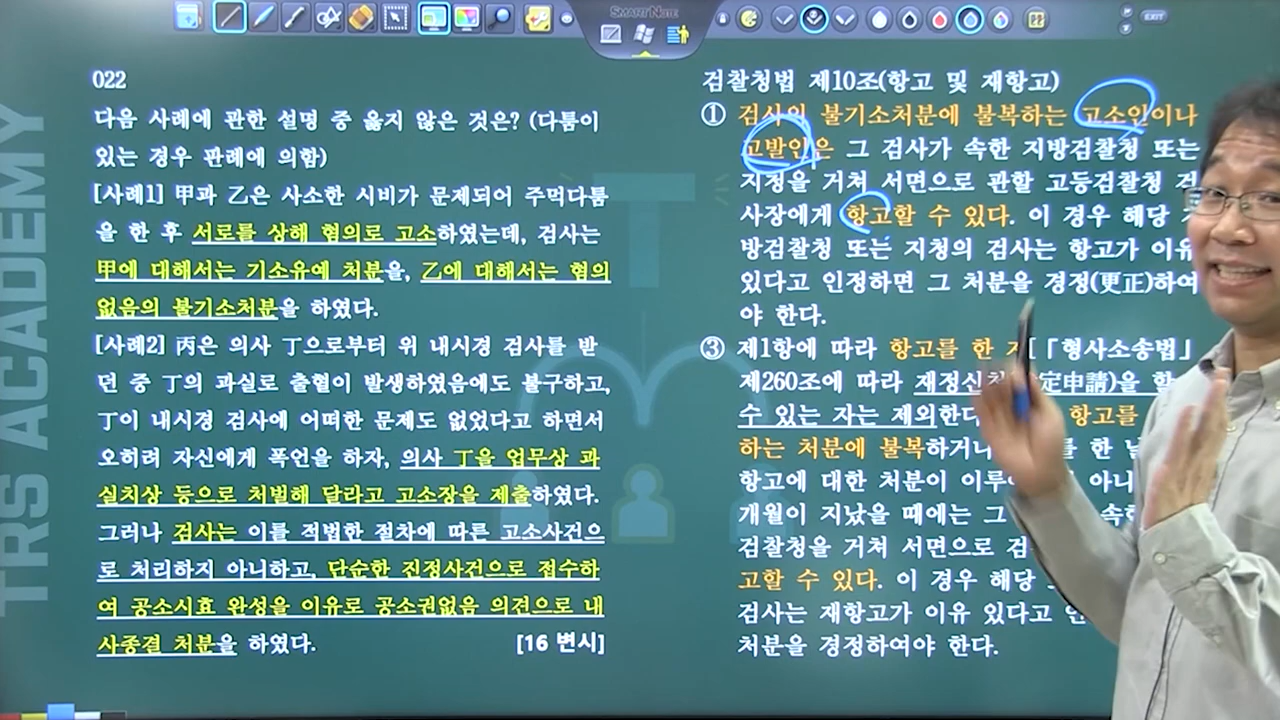 SMARTNOTE
EXIT
TRS ACADEMY
022
다음 사례에 관한 설명 중 옳지 않은 것은? (다툼이
있는 경우 판례에 의함)
[사례1] 甲과 乙은 사소한 시비가 문제되어 주먹다툼
을 한 후 서로를 상해 혐의로 고소하였는데, 검사는
甲에 대해서는 기소유예 처분을, 乙에 대해서는 혐의
없음의 불기소처분을 하였다.
[사례2] 丙은 의사 丁으로부터 위 내시경 검사를 받
던 중 丁의 과실로 출혈이 발생하였음에도 불구하고,
丁이 내시경 검사에 어떠한 문제도 없었다고 하면서
오히려 자신에게 폭언을 하자, 의사 丁을 업무상 과
실치상 등으로 처벌해 달라고 고소장을 제출하였다.
그러나 검사는 이를 적법한 절차에 따른 고소사건으
로 처리하지 아니하고, 단순한 진정사건으로 접수하
여 공소시효 완성을 이유로 공소권없음 의견으로 내
사종결 처분을 하였다. [16 변시]
검찰청법 제10조(항고 및 재항고)
① 검사의 불기소처분에 불복하는 고소인이나
고발인은 그 검사가 속한 지방검찰청 또는
지청을 거쳐 서면으로 관할 고등검찰청
사장에게 항고할 수 있다. 이 경우 해당
방검찰청 또는 지청의 검사는 항고가 이유
있다고 인정하면 그 처분을 경정(更正)하여
야 한다.
③ 제1항에 따라 항고를 한 자[「형사소송법」
제260조에 따라 재정신청 定申請)을 할
수 있는 자는 제외한다 항고를
하는 처분에 불복하거나 를 한 날
항고에 대한 처분이 이루 아니
개월이 지났을 때에는 그 속한
검찰청을 거쳐 서면으로 검
고할 수 있다. 이 경우 해당
검사는 재항고가 이유 있다고 인
처분을 경정하여야 한다.